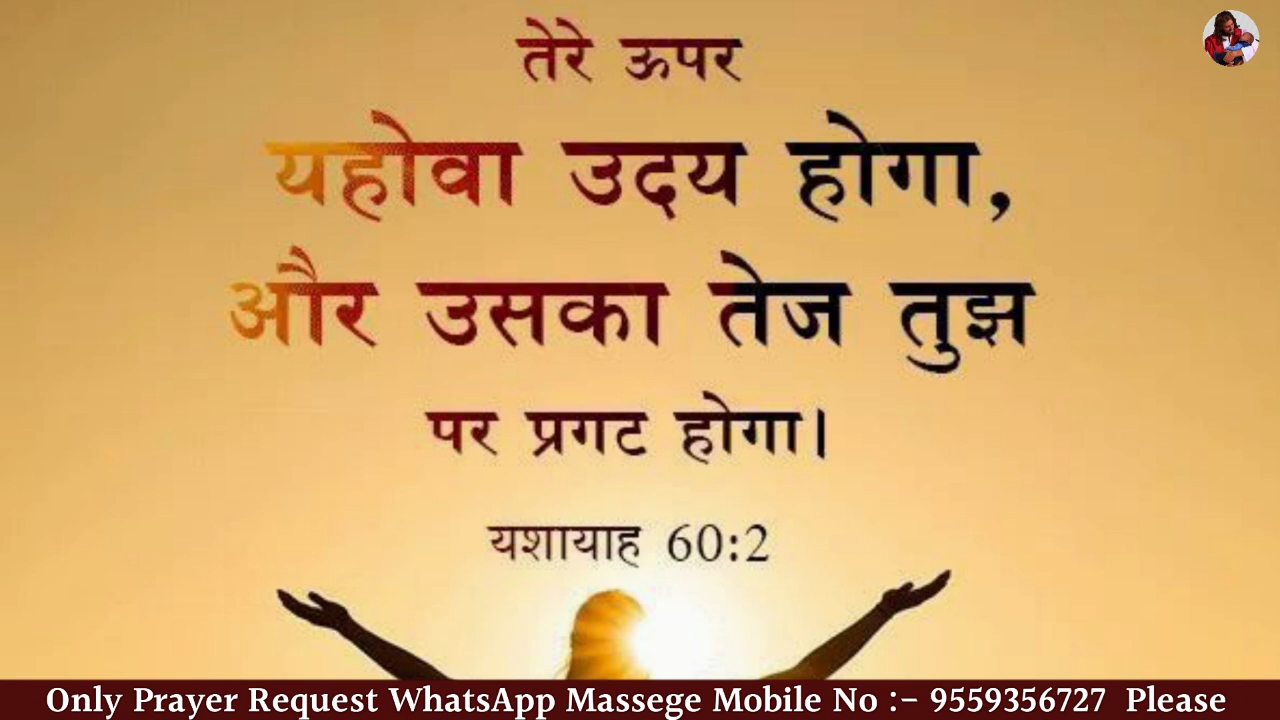 तेरे ऊपर
यहोवा उदय होगा,
और उसका तेज तुझ
पर प्रगट होगा।
यशायाह 60:2
Only Prayer Request WhatsApp Massege Mobile No :- 9559356727 Please